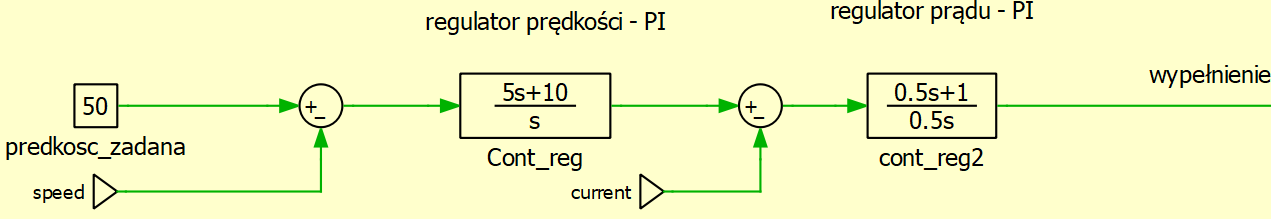 regulator prędkości - PI
regulator prądu - PI
wypełnienie
50
+
−
5s+10
s
+
−
0.5s+1
0.5s
predkosc_zadana
Cont_reg
cont_reg2
speed
current